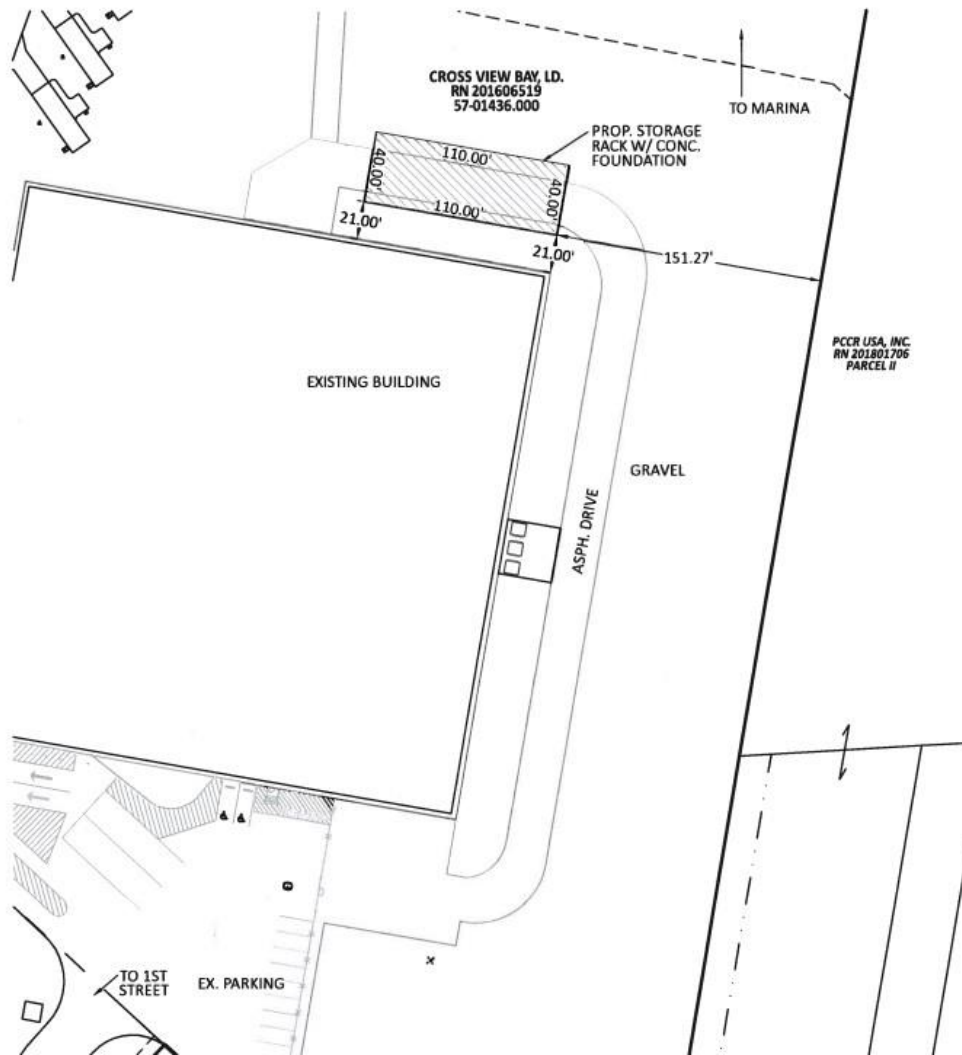 CROSS VIEW BAY, LD.
RN 201606519
57-01436.000
TO MARINA
PROP. STORAGE
RACK W/ CONC.
FOUNDATION
110.00'
40.00'
40.00'
110.00'
21.00'
21.00'
151.27'
PCCR USA, INC.
RN 201801706
PARCEL II
EXISTING BUILDING
GRAVEL
ASPH. DRIVE
TO 1ST
STREET
EX. PARKING